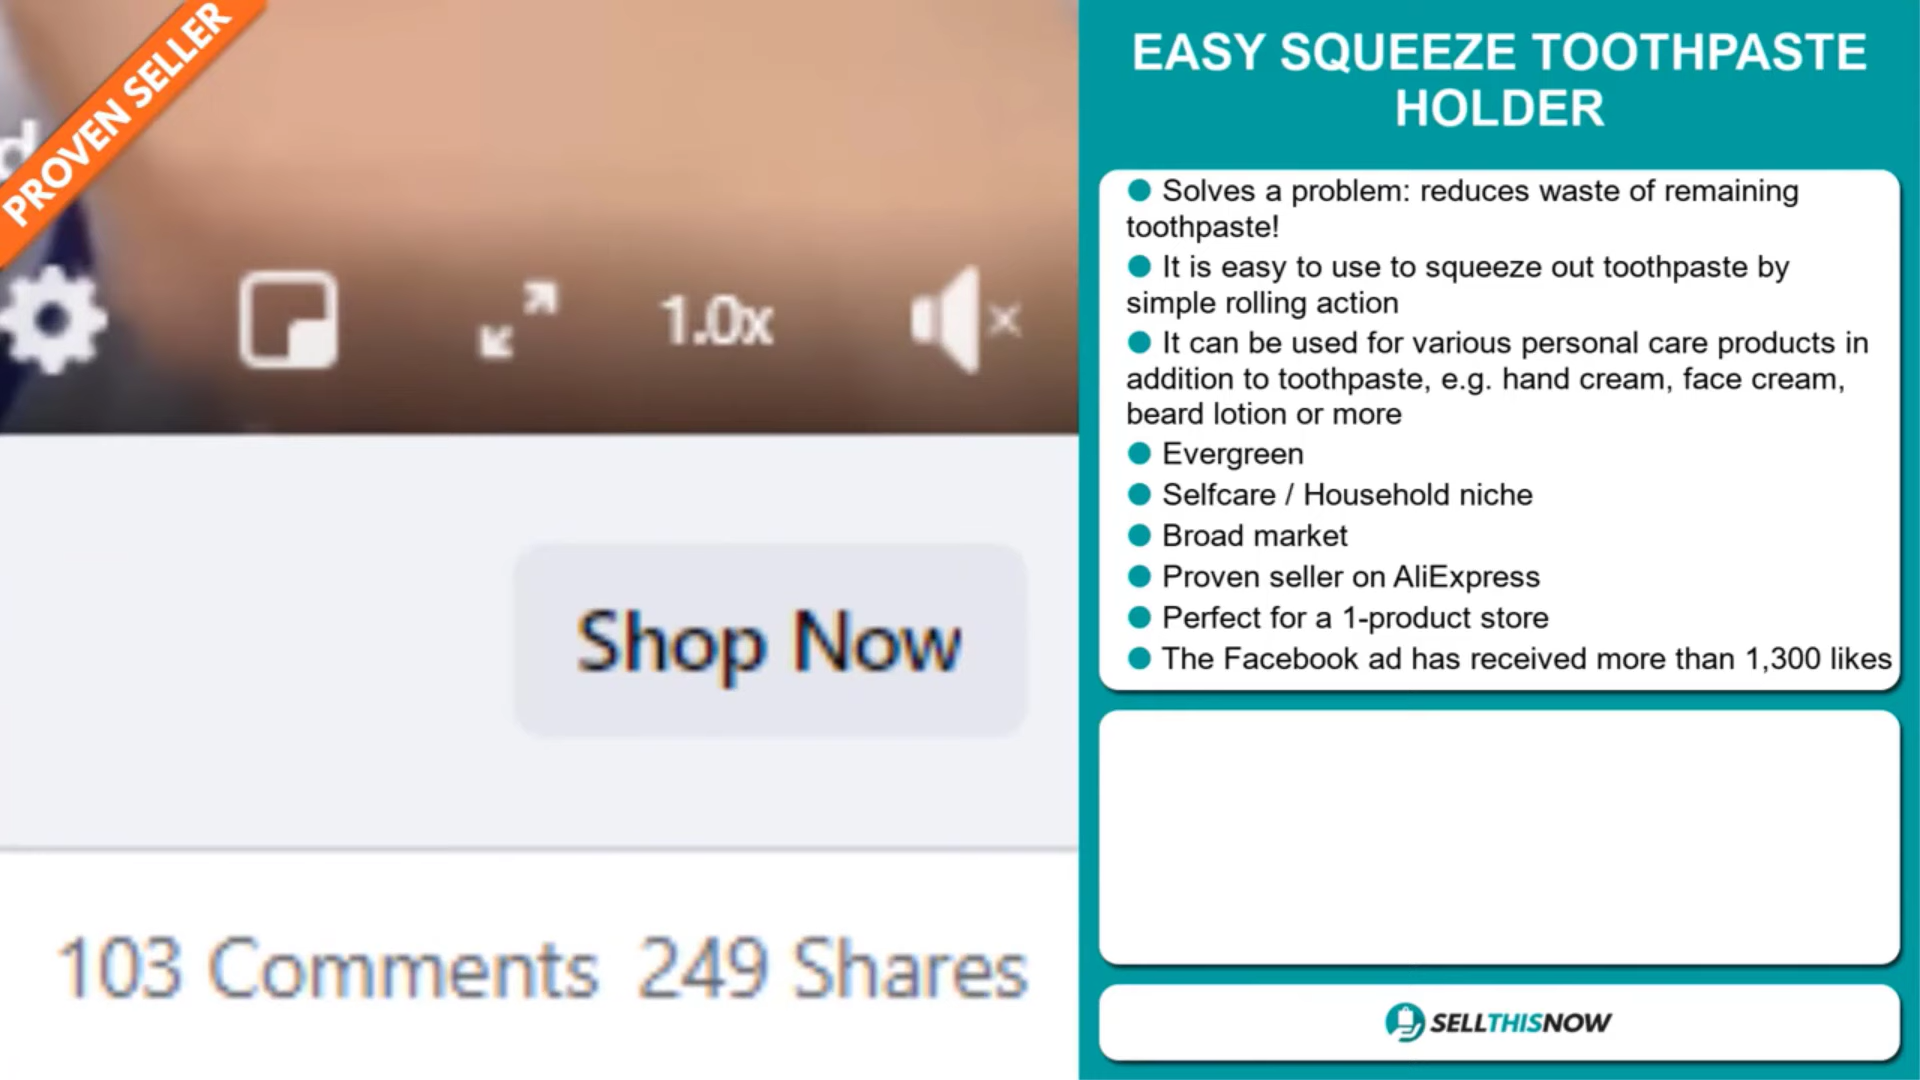 PROVEN SELLER
d
1.0x
Shop Now
103 Comments 249 Shares
EASY SQUEEZE TOOTHPASTE
HOLDER
● Solves a problem: reduces waste of remaining
toothpaste!
● It is easy to use to squeeze out toothpaste by
simple rolling action
● It can be used for various personal care products in
addition to toothpaste, e.g. hand cream, face cream,
beard lotion or more
● Evergreen
● Selfcare / Household niche
● Broad market
● Proven seller on AliExpress
● Perfect for a 1-product store
● The Facebook ad has received more than 1,300 likes
SELLTHISNOW